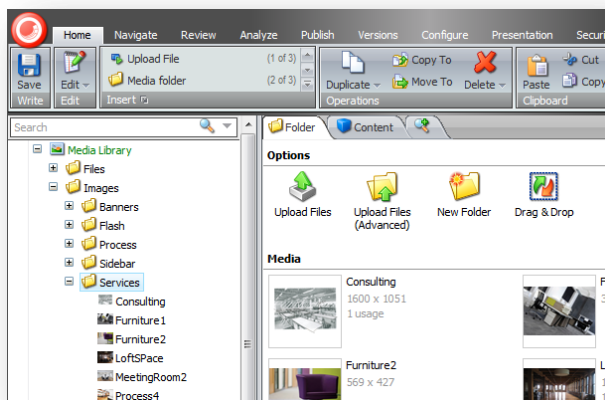 Home Navigate Review Analyze Publish Versions Configure Presentation
Upload File (1 of 3) Copy To Cut
Save Edit Media folder (2 of 3) Duplicate Move To Delete Paste Copy
Write Edit Insert Operations Clipboard
Search Folder Content
Media Library Options
Files
Images
Banners Upload Files Upload Files New Folder Drag & Drop
Flash (Advanced)
Process
Sidebar Media
Services Consulting
Consulting 1600 x 1051
Furniture1 1 usage
Furniture2
LoftSPace Furniture2
MeetingRoom2 569 x 427
Process4